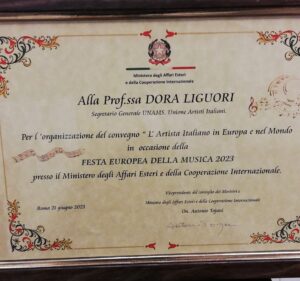 Ministero degli Affari Esteri
e della Cooperazione Internazionale
Alla Prof.ssa DORA LIGUORI
Segretario Generale UNAMS, Unione Artisti Italiani.
Per l'organizzazione del convegno " L' Artista Italiano in Europa e nel Mondo
in occasione della
FESTA EUROPEA DELLA MUSICA 2023
presso il Ministero degli Affari Esteri e della Cooperazione Internazionale.
Vicepresidente del consiglio dei Ministri e
Roma 21 giugno 2023
Ministro degli Affari Esteri e della Cooperazione Internazionale
On. Antonio Tajani